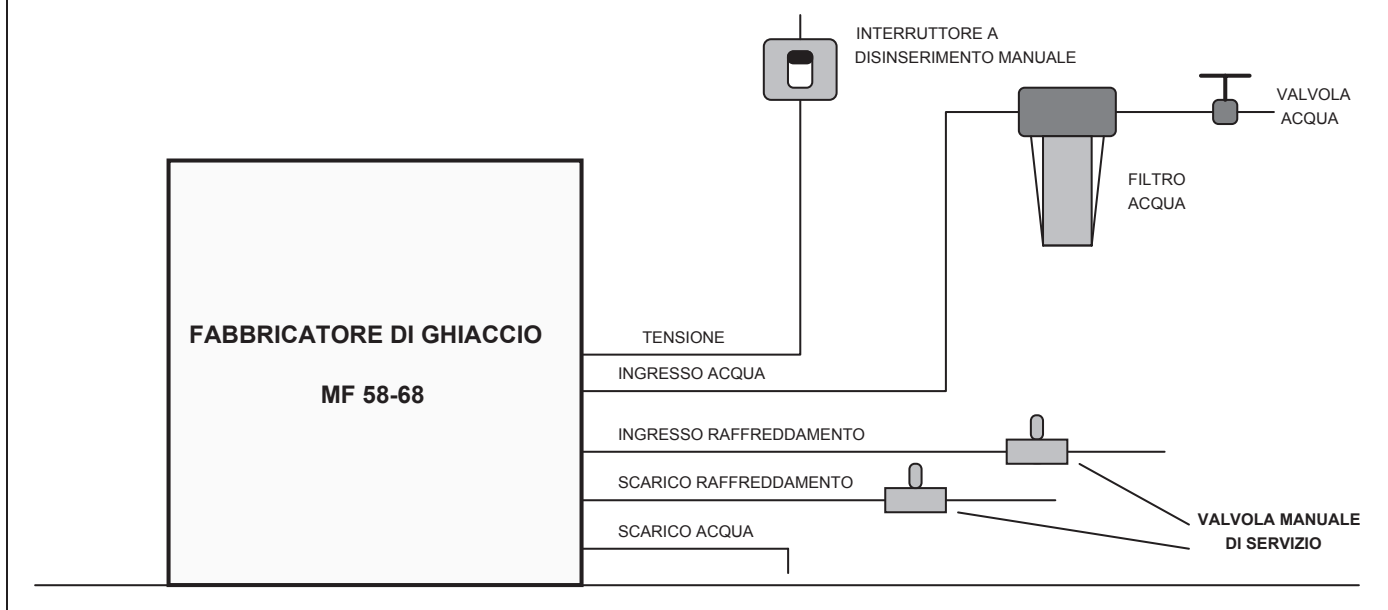 INTERRUTTORE A
DISINSERIMENTO MANUALE
VALVOLA
ACQUA
FILTRO
ACQUA
FABBRICATORE DI GHIACCIO
MF 58-68
TENSIONE
INGRESSO ACQUA
INGRESSO RAFFREDDAMENTO
SCARICO RAFFREDDAMENTO
SCARICO ACQUA
VALVOLA MANUALE
DI SERVIZIO